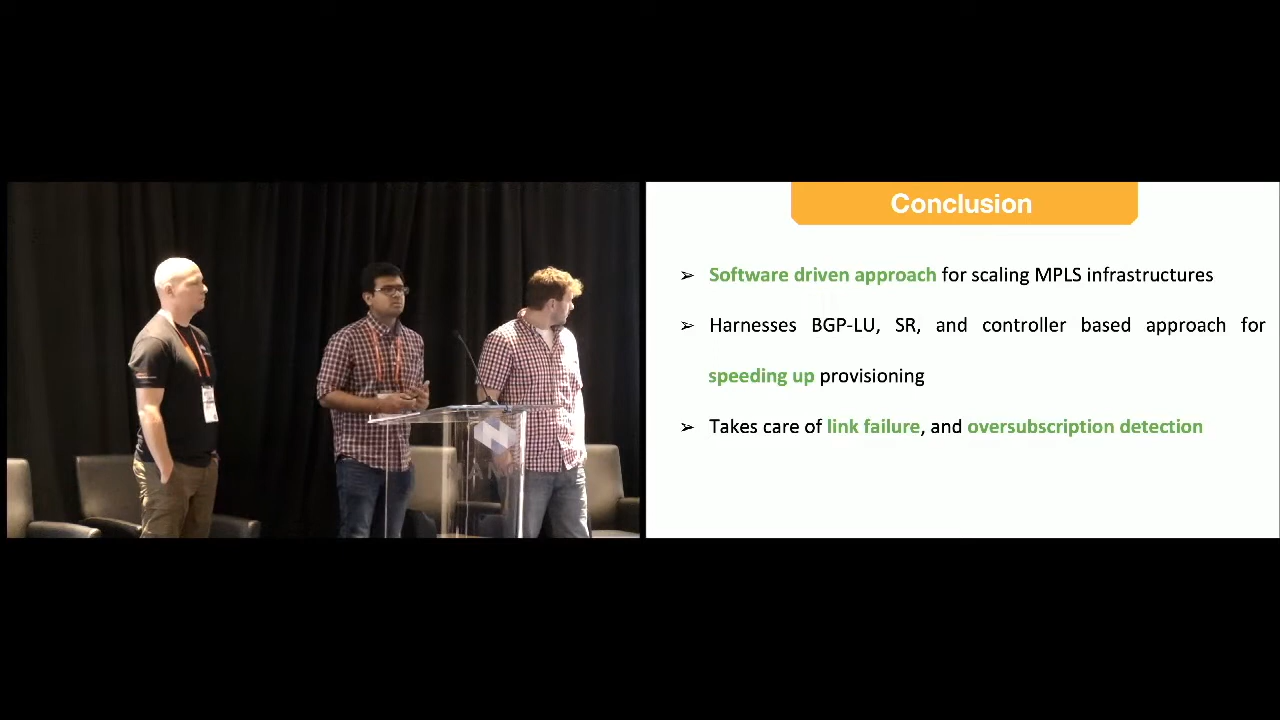 Conclusion
➢ Software driven approach for scaling MPLS infrastructures
➢ Harnesses BGP-LU, SR, and controller based approach for
speeding up provisioning
➢ Takes care of link failure, and oversubscription detection